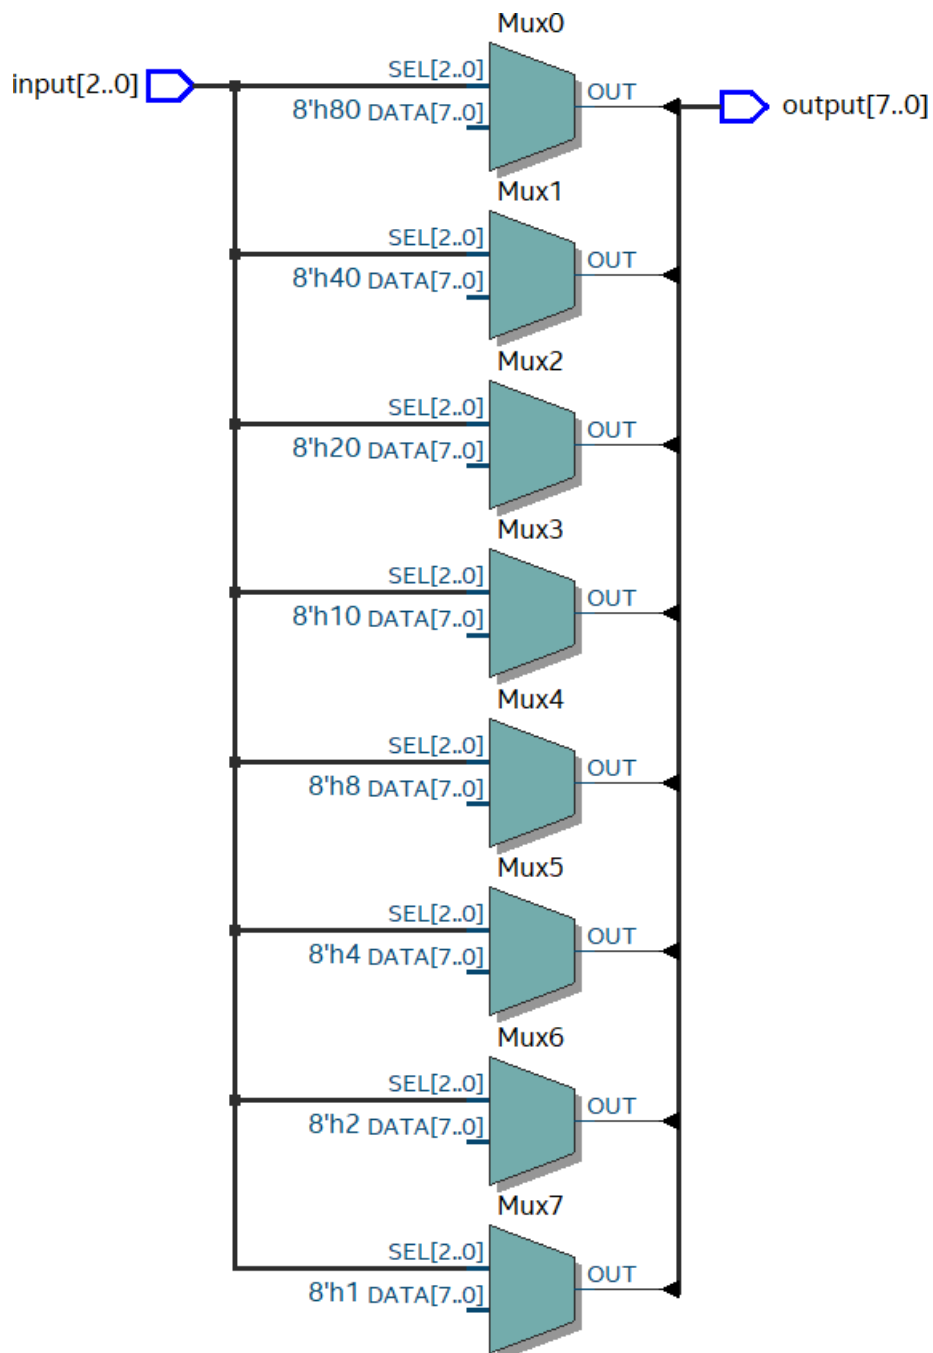 Mux0
input[2..0]
SEL[2..0]
8'h80 DATA[7..0]
OUT
output[7..0]
Mux1
SEL[2..0]
8'h40 DATA[7..0]
OUT
Mux2
SEL[2..0]
8'h20 DATA[7..0]
OUT
Mux3
SEL[2..0]
8'h10 DATA[7..0]
OUT
Mux4
SEL[2..0]
8'h8 DATA[7..0]
OUT
Mux5
SEL[2..0]
8'h4 DATA[7..0]
OUT
Mux6
SEL[2..0]
8'h2 DATA[7..0]
OUT
Mux7
SEL[2..0]
8'h1 DATA[7..0]
OUT